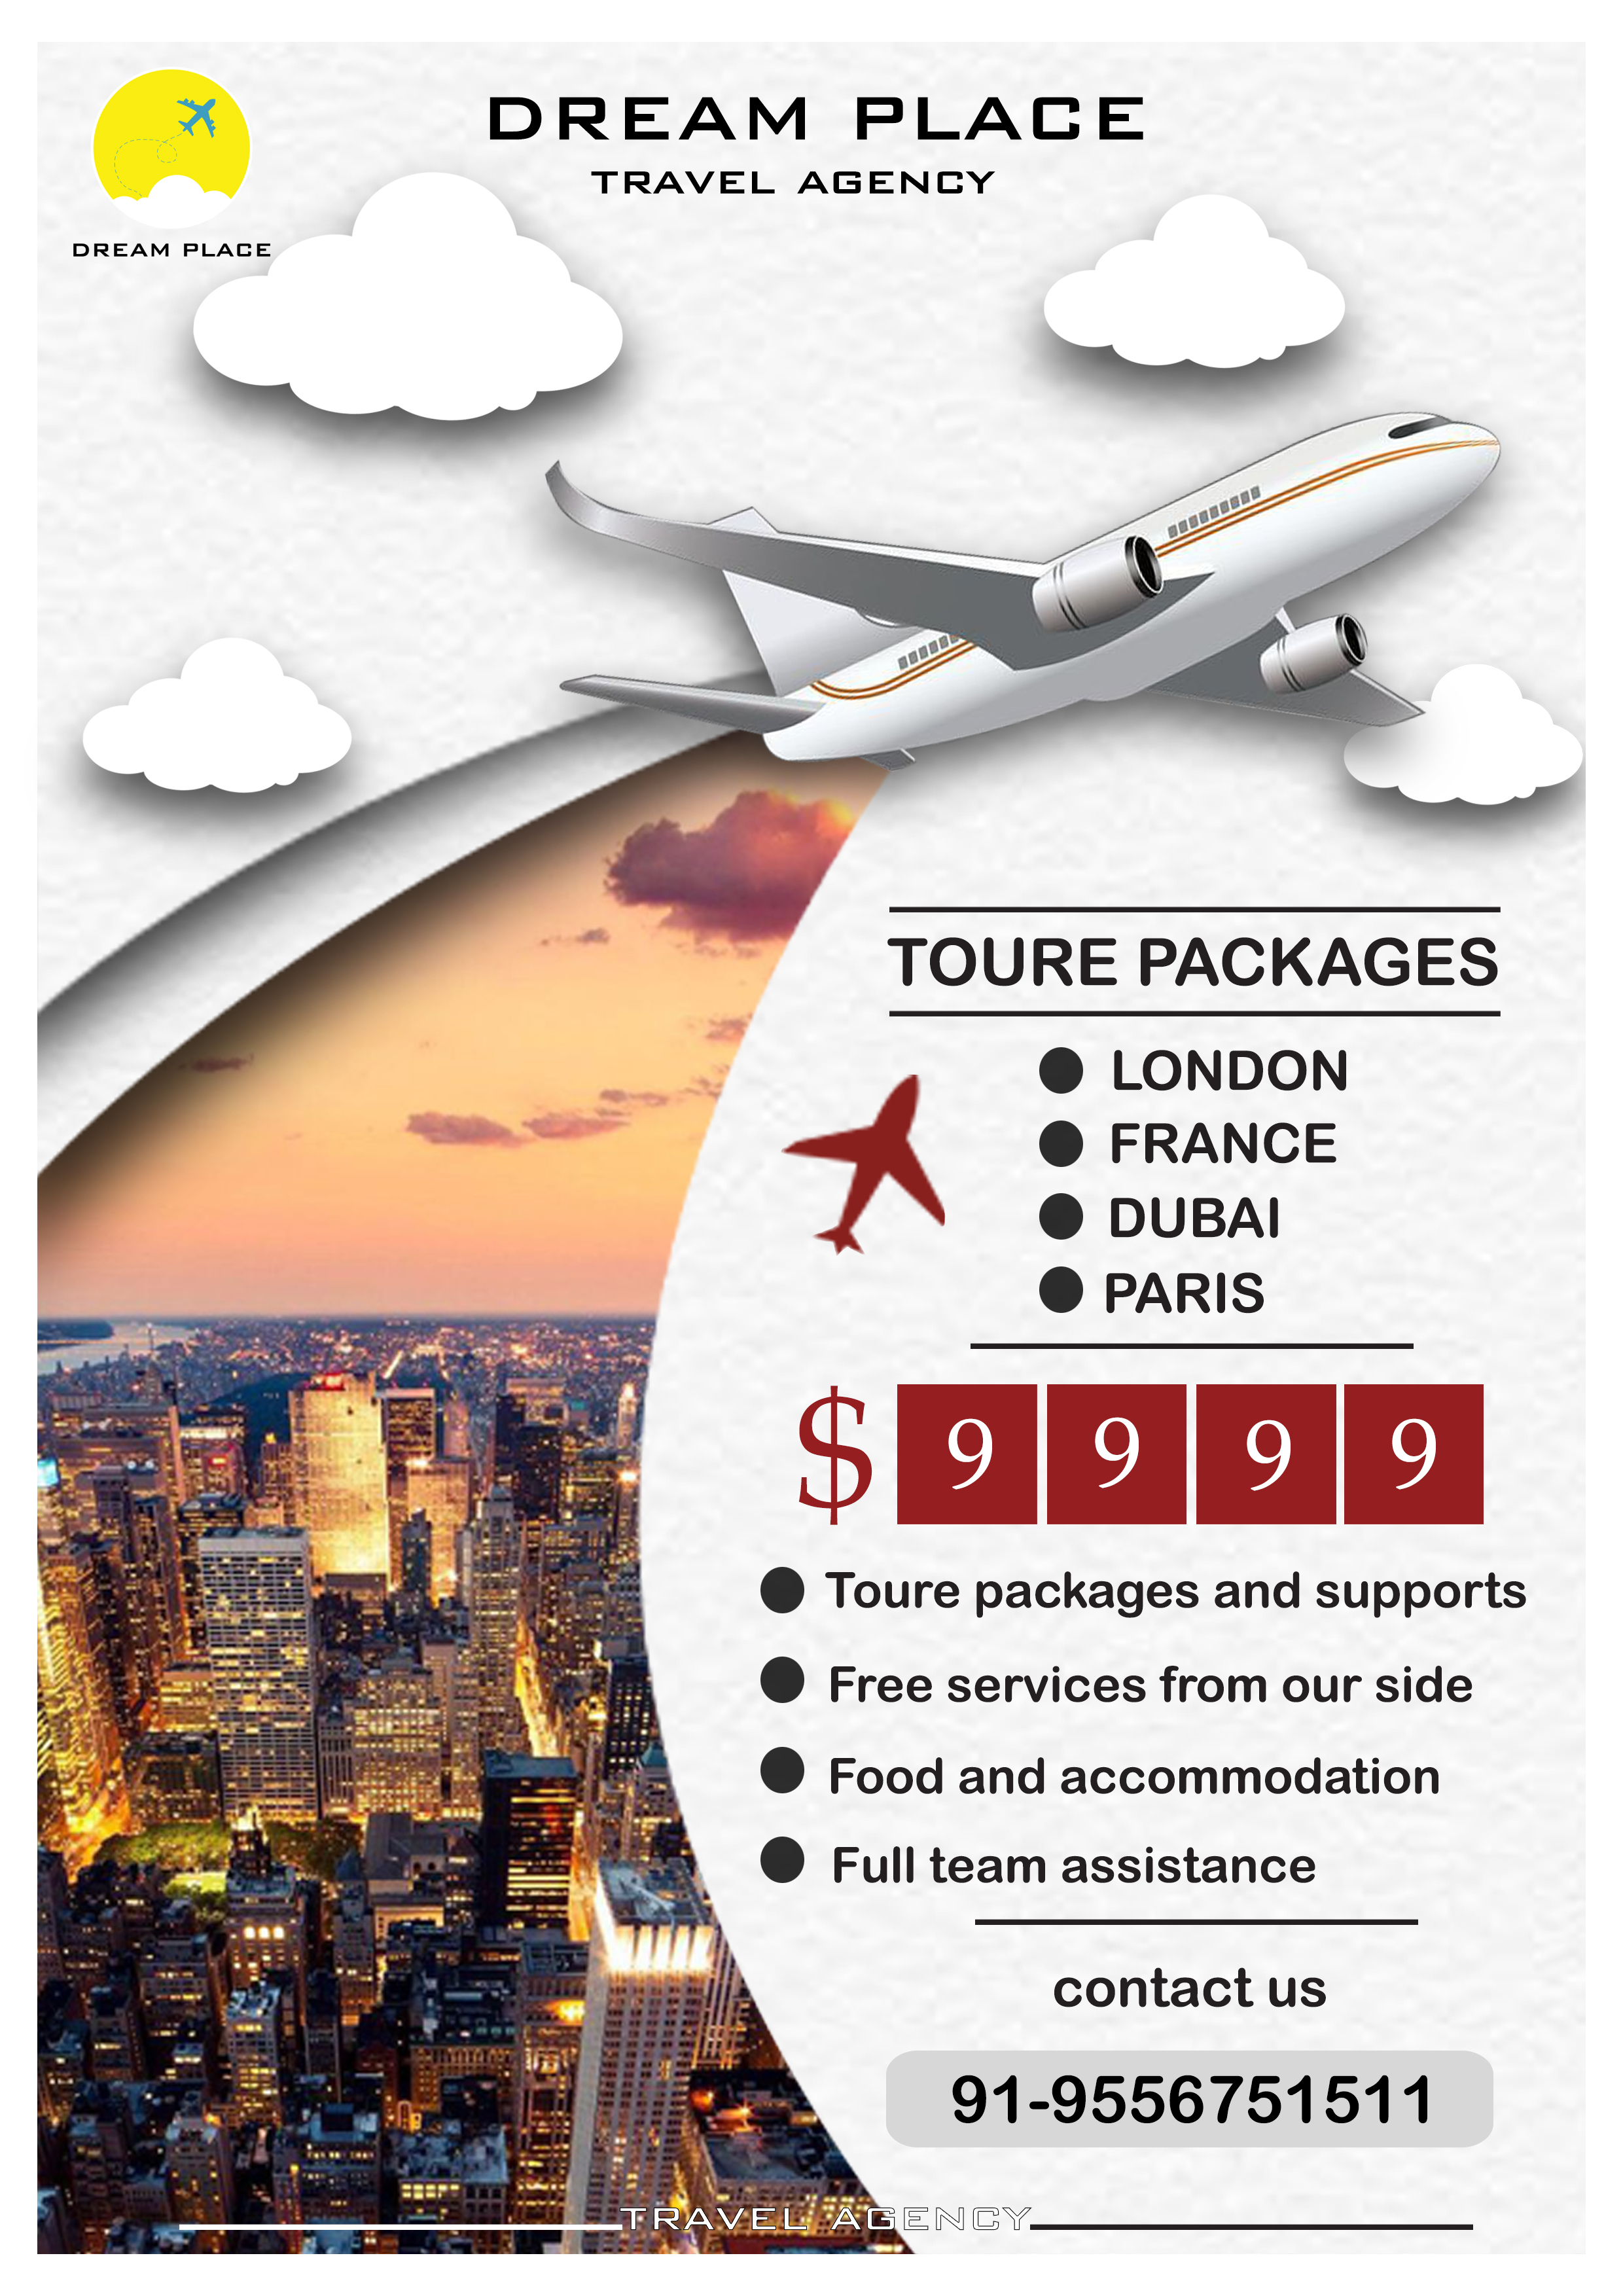 DREAM PLACE
TRAVEL AGENCY
DREAM PLACE
TOURE PACKAGES
LONDON
FRANCE
DUBAI
PARIS
$ 9 9 9 9
Toure packages and supports
Free services from our side
Food and accommodation
Full team assistance
contact us
91-9556751511
TRAVEL AGENCY